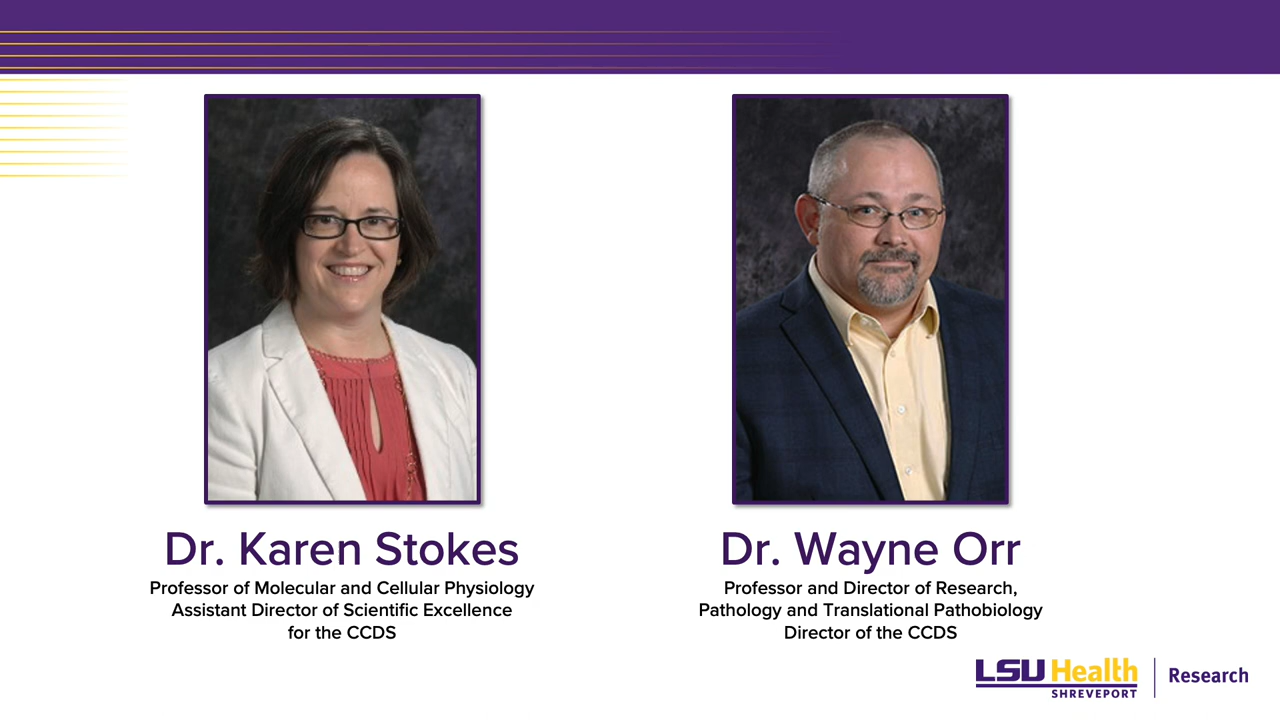 Dr. Karen Stokes
Professor of Molecular and Cellular Physiology
Assistant Director of Scientific Excellence
for the CCDS
Dr. Wayne Orr
Professor and Director of Research,
Pathology and Translational Pathobiology
Director of the CCDS
LSU Health
SHREVEPORT
Research